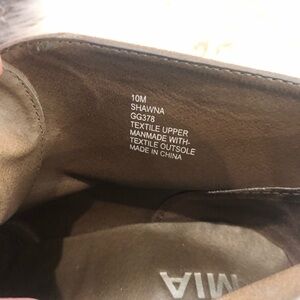 10M
SHAWNA
GG378
TEXTILE UPPER
MANMADE WITH-
TEXTILE OUTSOLE
MADE IN CHINA
MIA